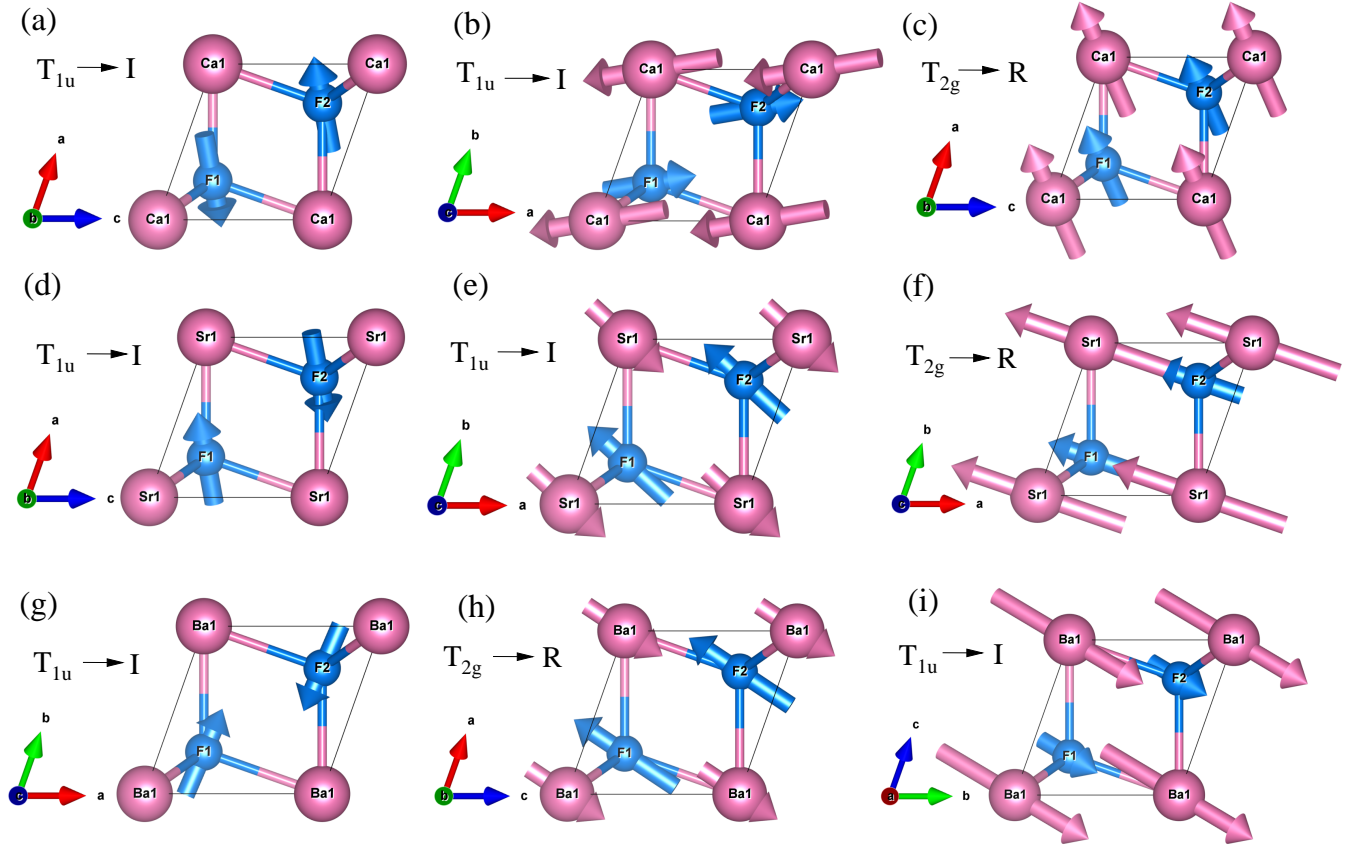 (a)
T1u → I
Ca1
Ca1
F2
F1
Ca1
Ca1
a
b
c
(b)
T1u → I
Ca1
Ca1
F2
F1
Ca1
Ca1
b
c
a
(c)
T2g → R
Ca1
Ca1
F2
F1
Ca1
Ca1
a
b
c
(d)
T1u → I
Sr1
Sr1
F2
F1
Sr1
Sr1
a
b
c
(e)
T1u → I
Sr1
Sr1
F2
F1
Sr1
Sr1
b
c
a
(f)
T2g → R
Sr1
Sr1
F2
F1
Sr1
Sr1
b
c
a
(g)
T1u → I
Ba1
Ba1
F2
F1
Ba1
Ba1
b
c
a
(h)
T2g → R
Ba1
Ba1
F2
F1
Ba1
Ba1
a
b
c
(i)
T1u → I
Ba1
Ba1
F2
F1
Ba1
Ba1
c
a
b